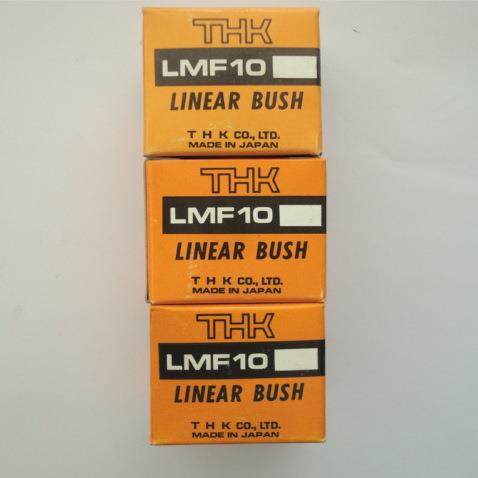 THK
LMF10
LINEAR BUSH
T H K CO., LTD.
MADE IN JAPAN
THK
LMF10
LINEAR BUSH
T H K CO., LTD.
MADE IN JAPAN
THK
LMF10
LINEAR BUSH
T H K CO., LTD.
MADE IN JAPAN